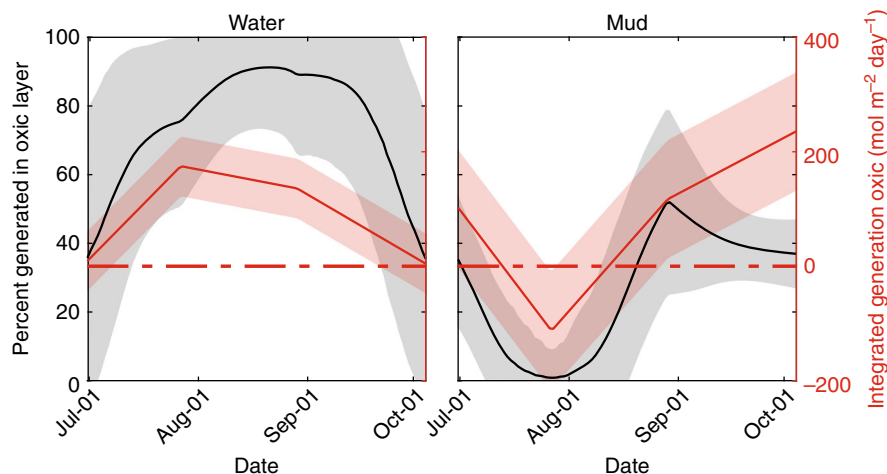 Water
Mud
Percent generated in oxic layer
100
80
60
40
20
0
Jul-01
Aug-01
Sep-01
Oct-01
Date
Jul-01
Aug-01
Sep-01
Oct-01
Date
400
200
0
−200
Integrated generation oxic (mol m⁻² day⁻¹)